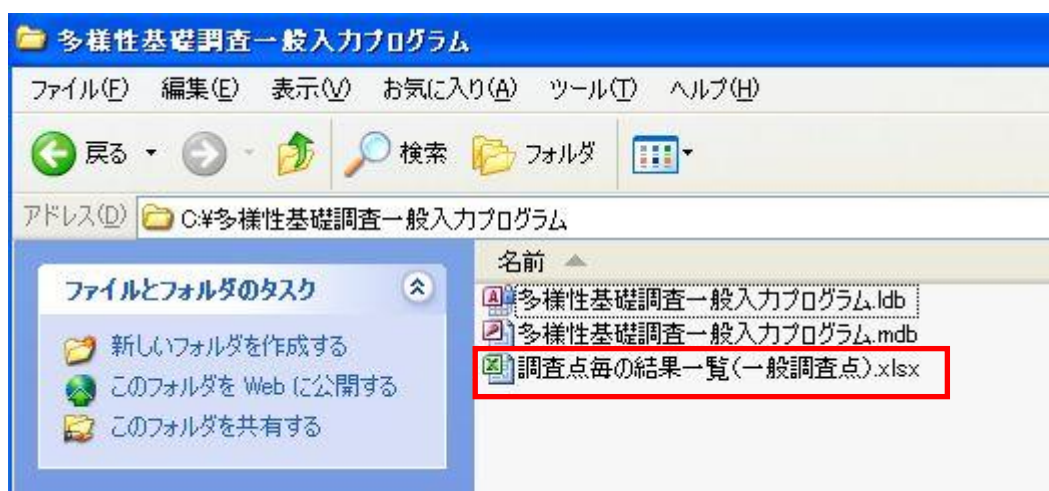 多様性基礎調査一般入力プログラム
ファイル(F) 編集(E) 表示(V) お気に入り(A) ツール(T) ヘルプ(H)
戻る 検索 フォルダ
アドレス(D) C:¥多様性基礎調査一般入力プログラム
名前
ファイルとフォルダのタスク
多様性基礎調査一般入力プログラム.ldb
多様性基礎調査一般入力プログラム.mdb
調査点毎の結果一覧(一般調査点).xlsx
新しいフォルダを作成する
このフォルダを Web に公開する
このフォルダを共有する